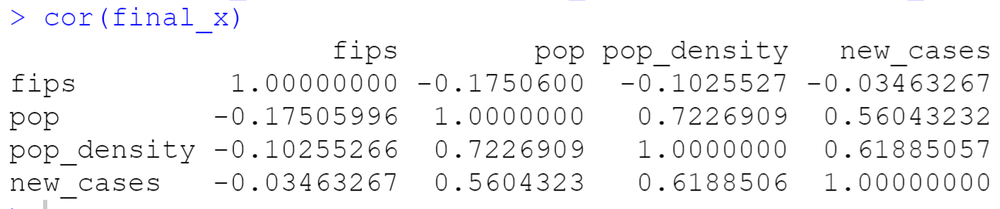 > cor(final_x)
fips pop pop_density new_cases
fips 1.00000000 -0.1750600 -0.1025527 -0.03463267
pop -0.17505996 1.0000000 0.7226909 0.56043232
pop_density -0.10255266 0.7226909 1.0000000 0.61885057
new_cases -0.03463267 0.5604323 0.6188506 1.00000000